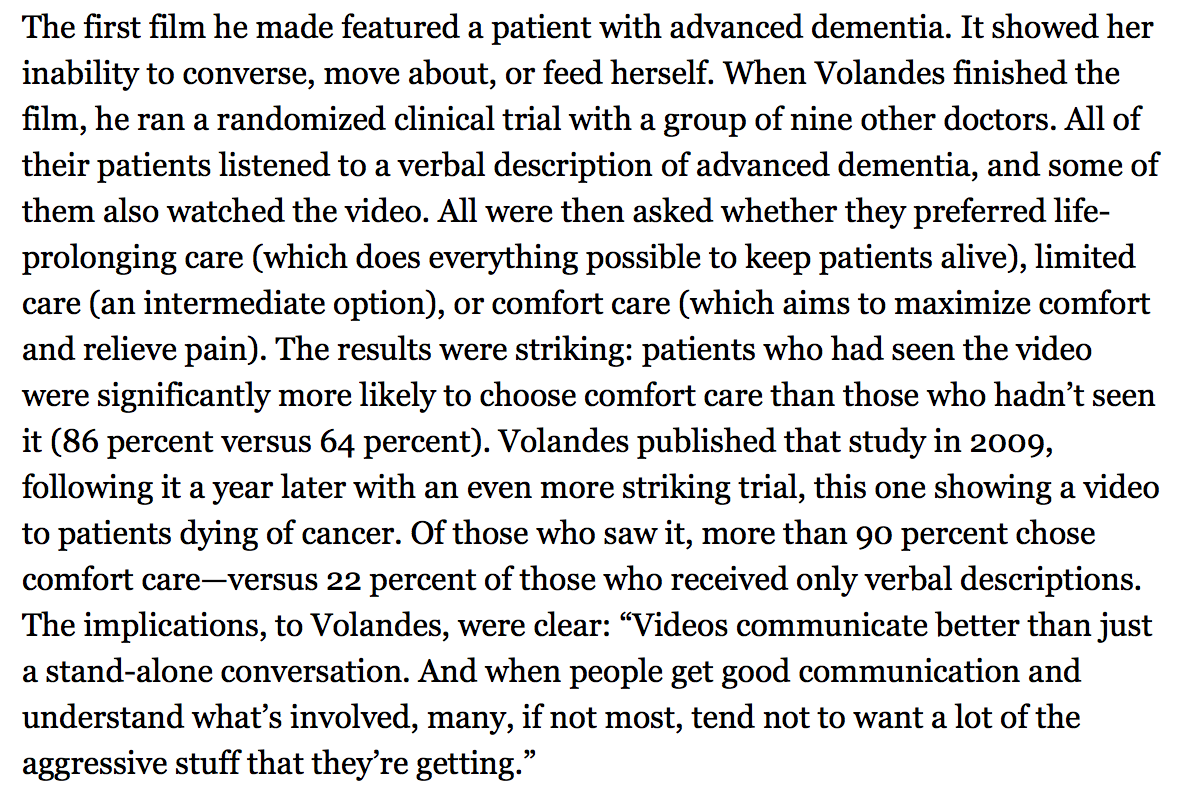 The first film he made featured a patient with advanced dementia. It showed her
inability to converse, move about, or feed herself. When Volandes finished the
film, he ran a randomized clinical trial with a group of nine other doctors. All of
their patients listened to a verbal description of advanced dementia, and some of
them also watched the video. All were then asked whether they preferred life-
prolonging care (which does everything possible to keep patients alive), limited
care (an intermediate option), or comfort care (which aims to maximize comfort
and relieve pain). The results were striking: patients who had seen the video
were significantly more likely to choose comfort care than those who hadn’t seen
it (86 percent versus 64 percent). Volandes published that study in 2009,
following it a year later with an even more striking trial, this one showing a video
to patients dying of cancer. Of those who saw it, more than 90 percent chose
comfort care—versus 22 percent of those who received only verbal descriptions.
The implications, to Volandes, were clear: “Videos communicate better than just
a stand-alone conversation. And when people get good communication and
understand what’s involved, many, if not most, tend not to want a lot of the
aggressive stuff that they’re getting.”